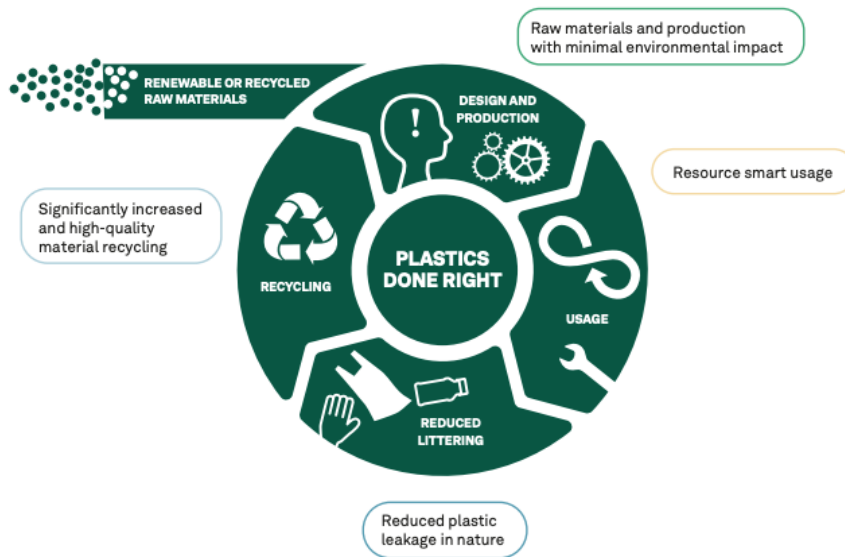 Raw materials and production
with minimal environmental impact
RENEWABLE OR RECYCLED
RAW MATERIALS
DESIGN AND
PRODUCTION
!
Resource smart usage
Significantly increased
and high-quality
material recycling
RECYCLING
PLASTICS
DONE RIGHT
USAGE
REDUCED
LITTERING
Reduced plastic
leakage in nature